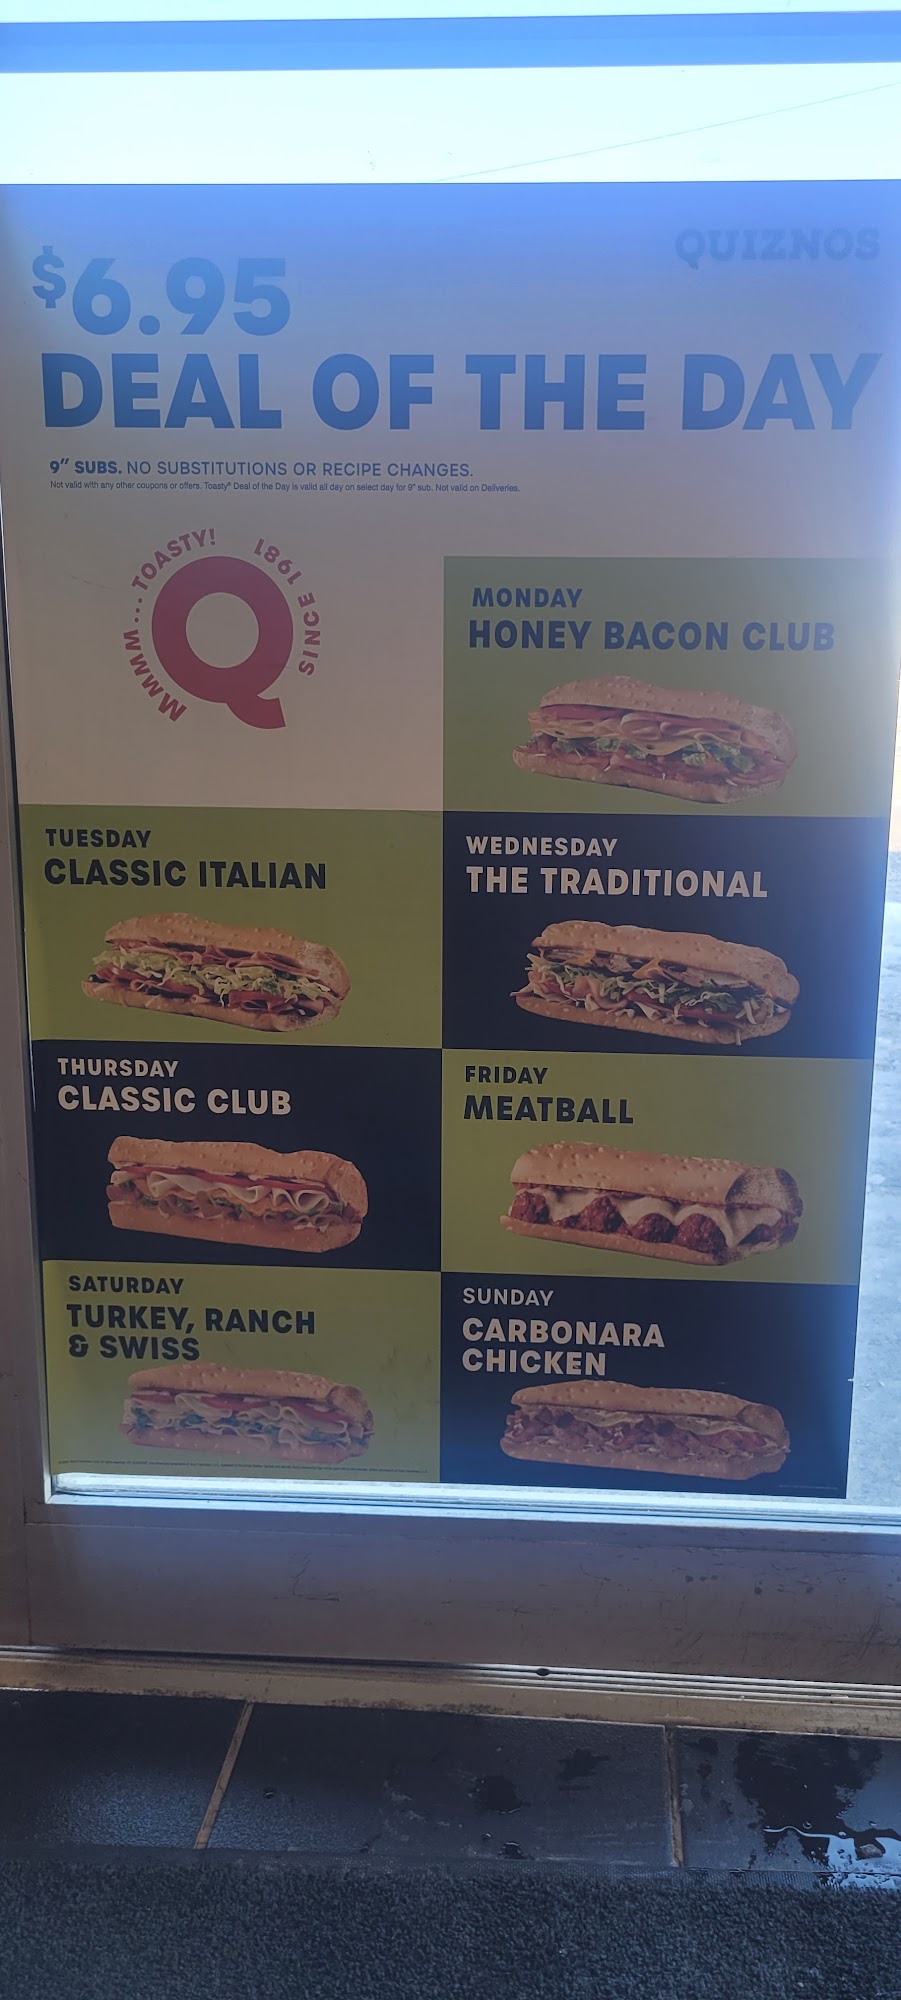 QUIZNOS
$6.95
DEAL OF THE DAY
9" SUBS. NO SUBSTITUTIONS OR RECIPE CHANGES.
Not valid with any other coupons or offers. Toasty® Deal of the Day is valid all day on select day for 9" sub. Not valid on Deliveries.
MMMM... TOASTY! SINCE 1981
Q
MONDAY
HONEY BACON CLUB
TUESDAY
CLASSIC ITALIAN
WEDNESDAY
THE TRADITIONAL
THURSDAY
CLASSIC CLUB
FRIDAY
MEATBALL
SATURDAY
TURKEY, RANCH
& SWISS
SUNDAY
CARBONARA
CHICKEN